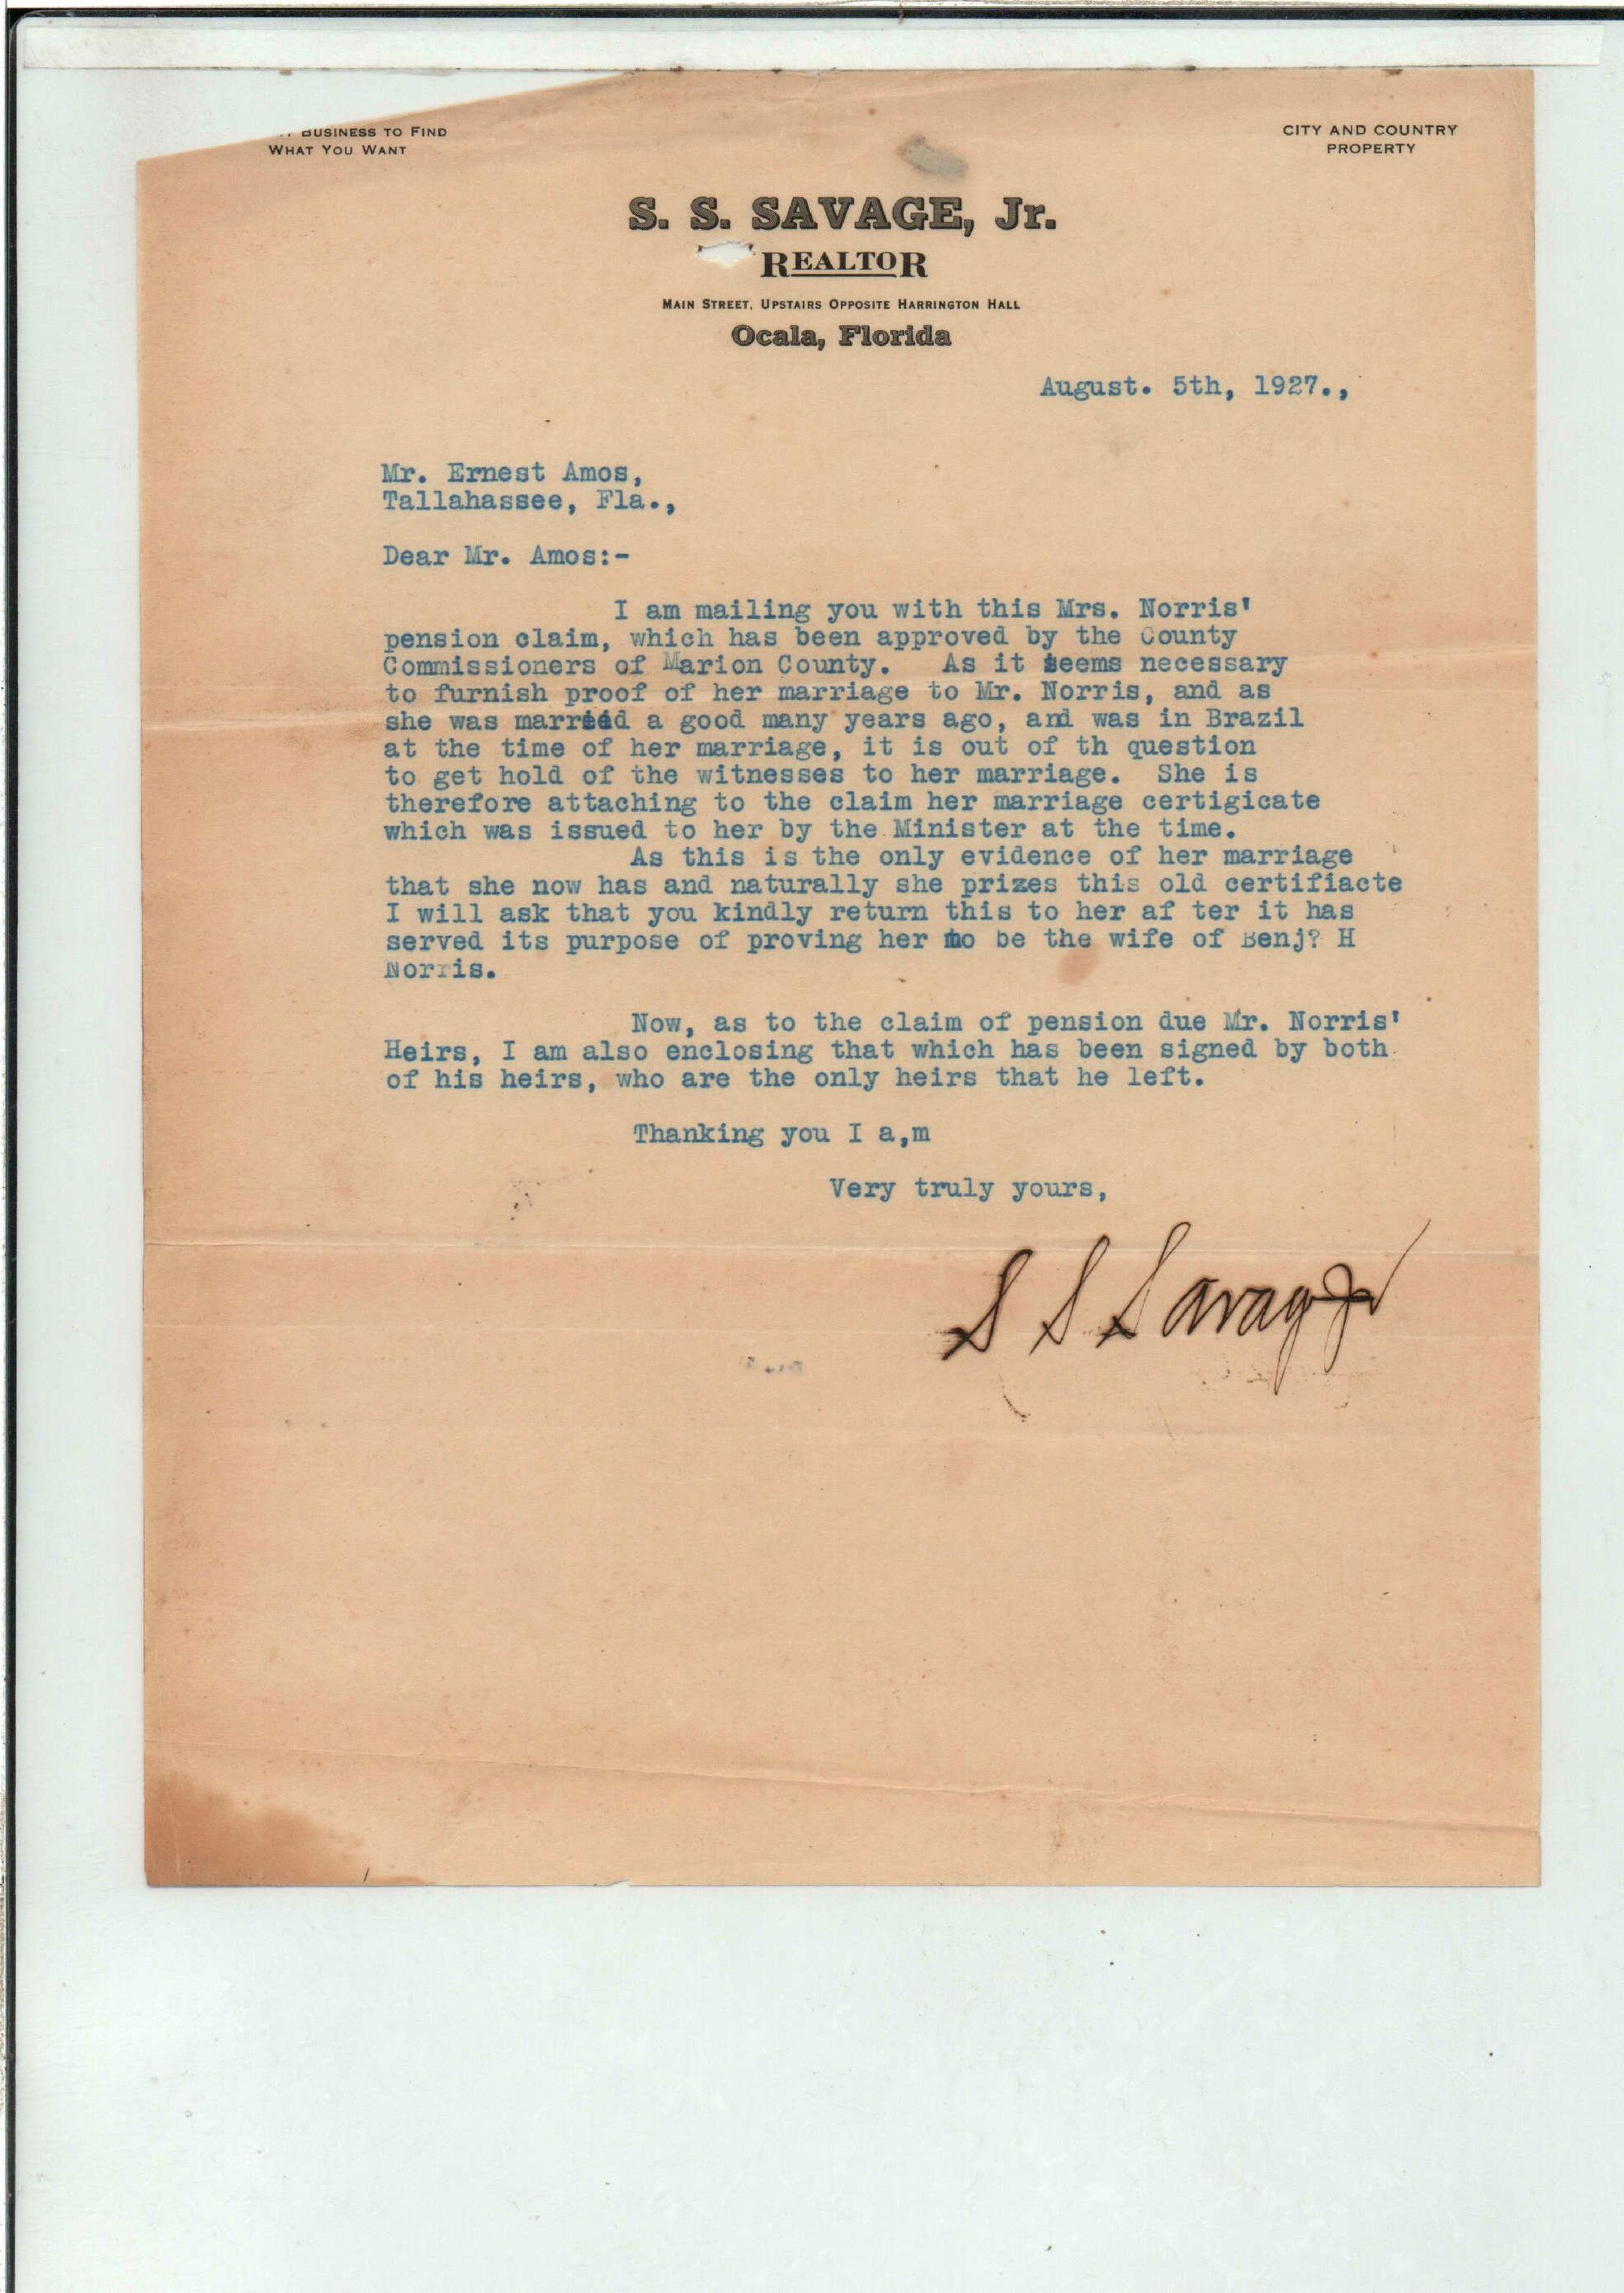 BUSINESS TO FIND
WHAT YOU WANT
CITY AND COUNTRY
PROPERTY
S. S. SAVAGE, Jr.
REALTOR
MAIN STREET, UPSTAIRS OPPOSITE HARRINGTON HALL
Ocala, Florida
August. 5th, 1927.,
Mr. Ernest Amos,
Tallahassee, Fla.,
Dear Mr. Amos:-
I am mailing you with this Mrs. Norris'
pension claim, which has been approved by the County
Commissioners of Marion County. As it seems necessary
to furnish proof of her marriage to Mr. Norris, and as
she was married a good many years ago, and was in Brazil
at the time of her marriage, it is out of th question
to get hold of the witnesses to her marriage. She is
therefore attaching to the claim her marriage certigicate
which was issued to her by the Minister at the time.
As this is the only evidence of her marriage
that she now has and naturally she prizes this old certifiacte
I will ask that you kindly return this to her af ter it has
served its purpose of proving her to be the wife of Benj? H
Norris.
Now, as to the claim of pension due Mr. Norris'
Heirs, I am also enclosing that which has been signed by both
of his heirs, who are the only heirs that he left.
Thanking you I a,m
Very truly yours,
S S Savage Jr